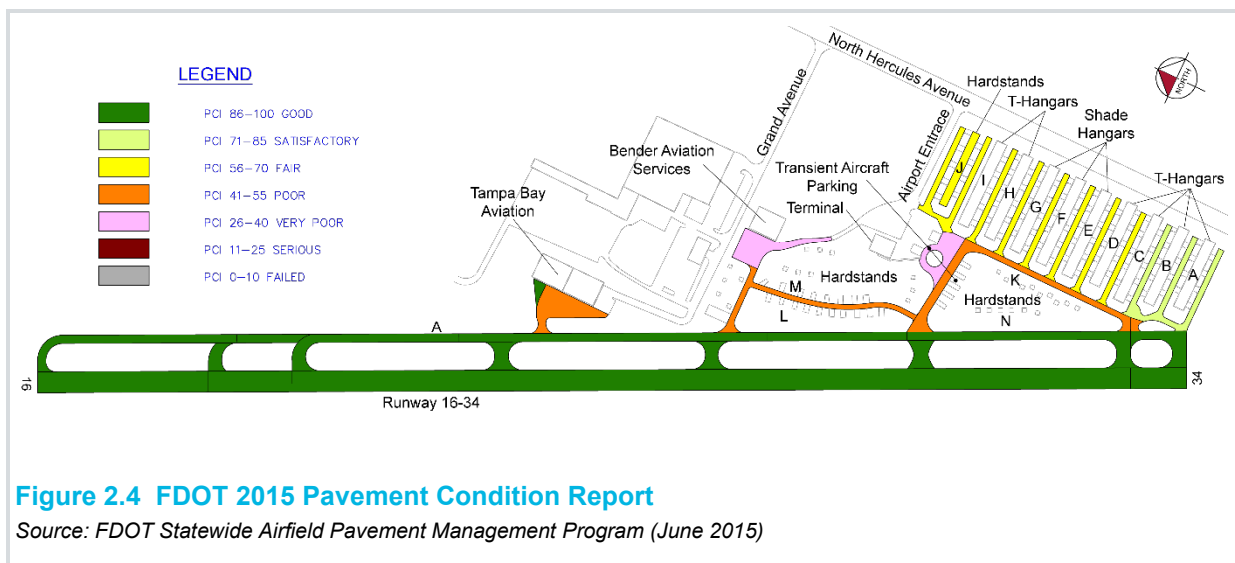 LEGEND
PCI 86-100 GOOD
PCI 71-85 SATISFACTORY
PCI 56-70 FAIR
PCI 41-55 POOR
PCI 26-40 VERY POOR
PCI 11-25 SERIOUS
PCI 0-10 FAILED
North Hercules Avenue
Grand Avenue
Airport Entrace
Hardstands
T-Hangars
Shade
Hangars
T-Hangars
NORTH
Bender Aviation
Services
Transient Aircraft
Parking
Terminal
Tampa Bay
Aviation
J
I
H
G
F
E
D
C
B
A
Hardstands
M
L
K
Hardstands
N
A
16
34
Runway 16-34
Figure 2.4 FDOT 2015 Pavement Condition Report
Source: FDOT Statewide Airfield Pavement Management Program (June 2015)